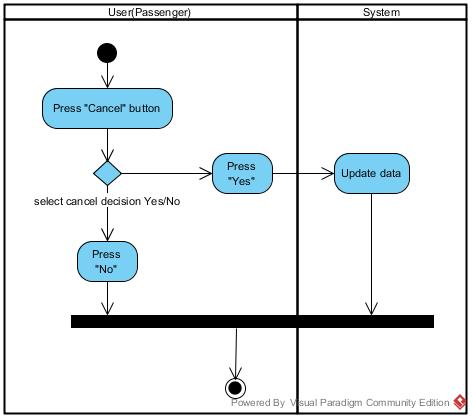 User(Passenger)
System
Press "Cancel" button
Press
"Yes"
Update data
select cancel decision Yes/No
Press
"No"
Powered By Visual Paradigm Community Edition